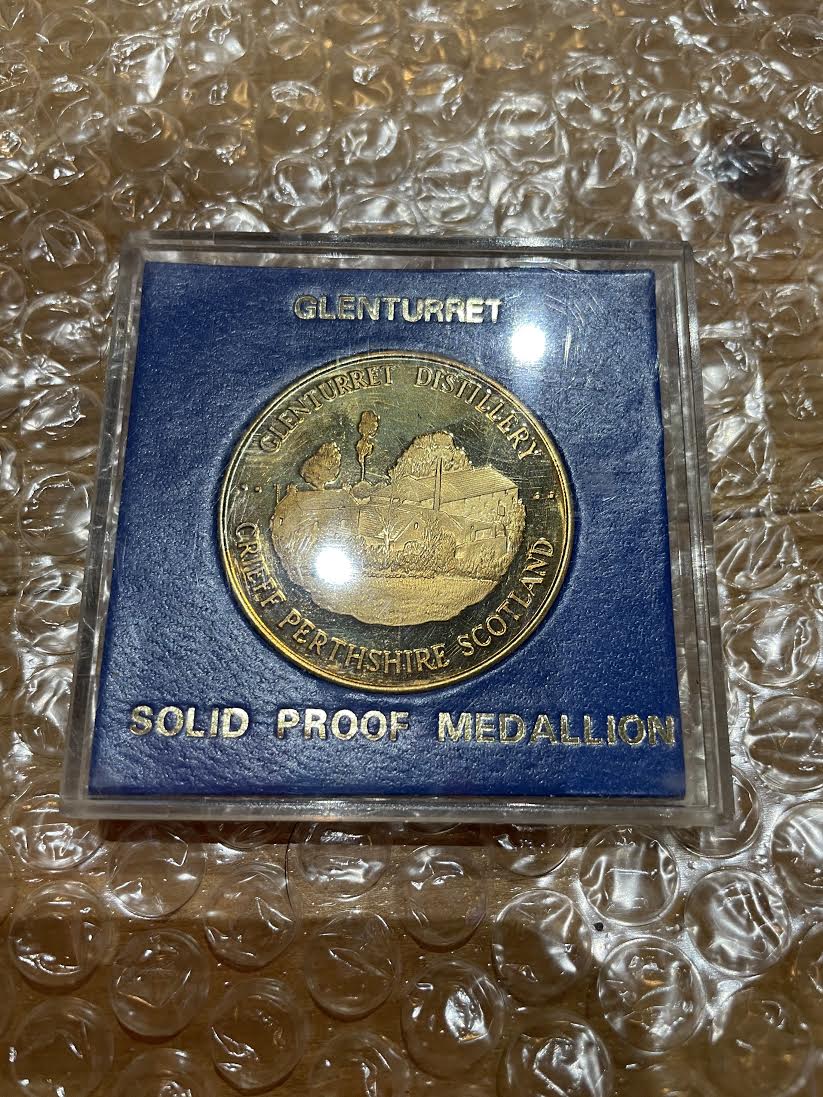 GLENTURRET
GLENTURRET DISTILLERY
CRIEFF PERTHSHIRE SCOTLAND
SOLID PROOF MEDALLION